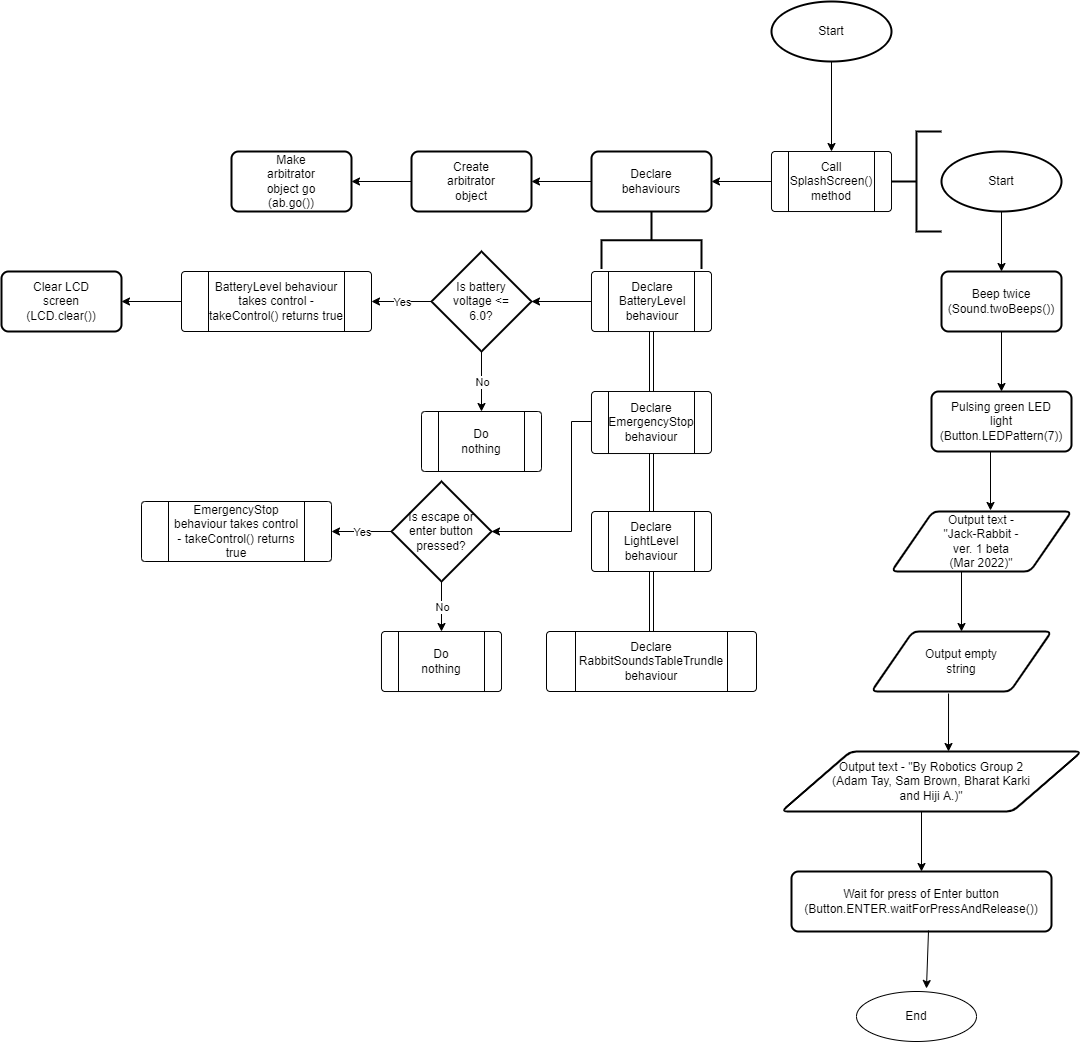 Start
Make
arbitrator
object go
(ab.go())
Create
arbitrator
object
Declare
behaviours
Call
SplashScreen()
method
Start
Clear LCD
screen
(LCD.clear())
BatteryLevel behaviour
takes control -
takeControl() returns true
Yes
Is battery
voltage <=
6.0?
Declare
BatteryLevel
behaviour
Beep twice
(Sound.twoBeeps())
No
Do
nothing
Declare
EmergencyStop
behaviour
Pulsing green LED
light
(Button.LEDPattern(7))
EmergencyStop
behaviour takes control
- takeControl() returns
true
Yes
Is escape or
enter button
pressed?
Declare
LightLevel
behaviour
Output text -
"Jack-Rabbit -
ver. 1 beta
(Mar 2022)"
No
Do
nothing
Declare
RabbitSoundsTableTrundle
behaviour
Output empty
string
Output text - "By Robotics Group 2
(Adam Tay, Sam Brown, Bharat Karki
and Hiji A.)"
Wait for press of Enter button
(Button.ENTER.waitForPressAndRelease())
End